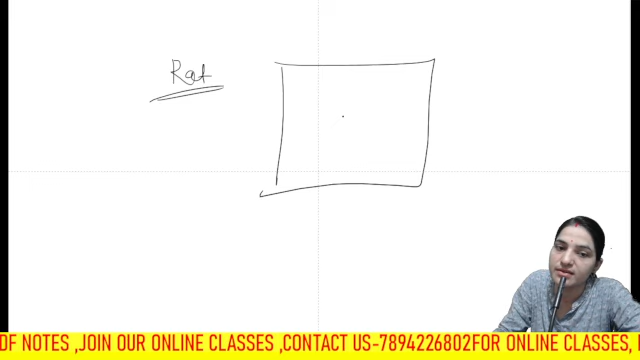 Rat
DF NOTES ,JOIN OUR ONLINE CLASSES ,CONTACT US-7894226802FOR ONLINE CLASSES,